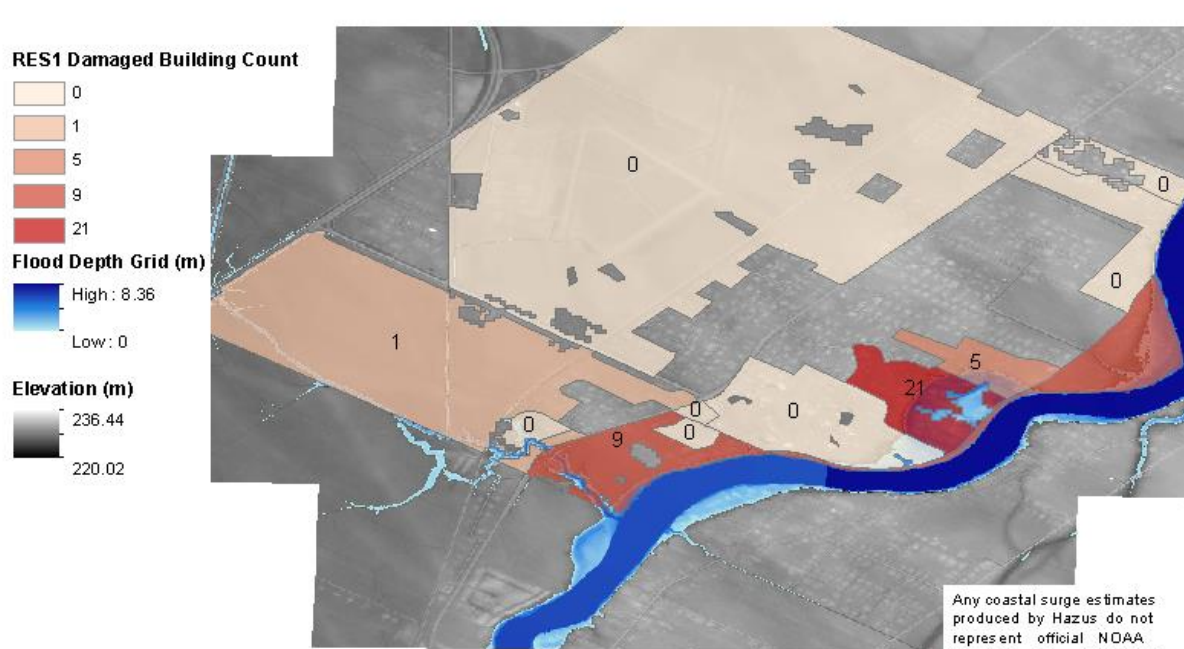 RES1 Damaged Building Count
0
1
5
9
21
Flood Depth Grid (m)
High : 8.36
Low : 0
Elevation (m)
236.44
220.02
0
0
0
1
5
21
0
0
0
0
9
Any coastal surge estimates
produced by Hazus do not
represent official NOAA